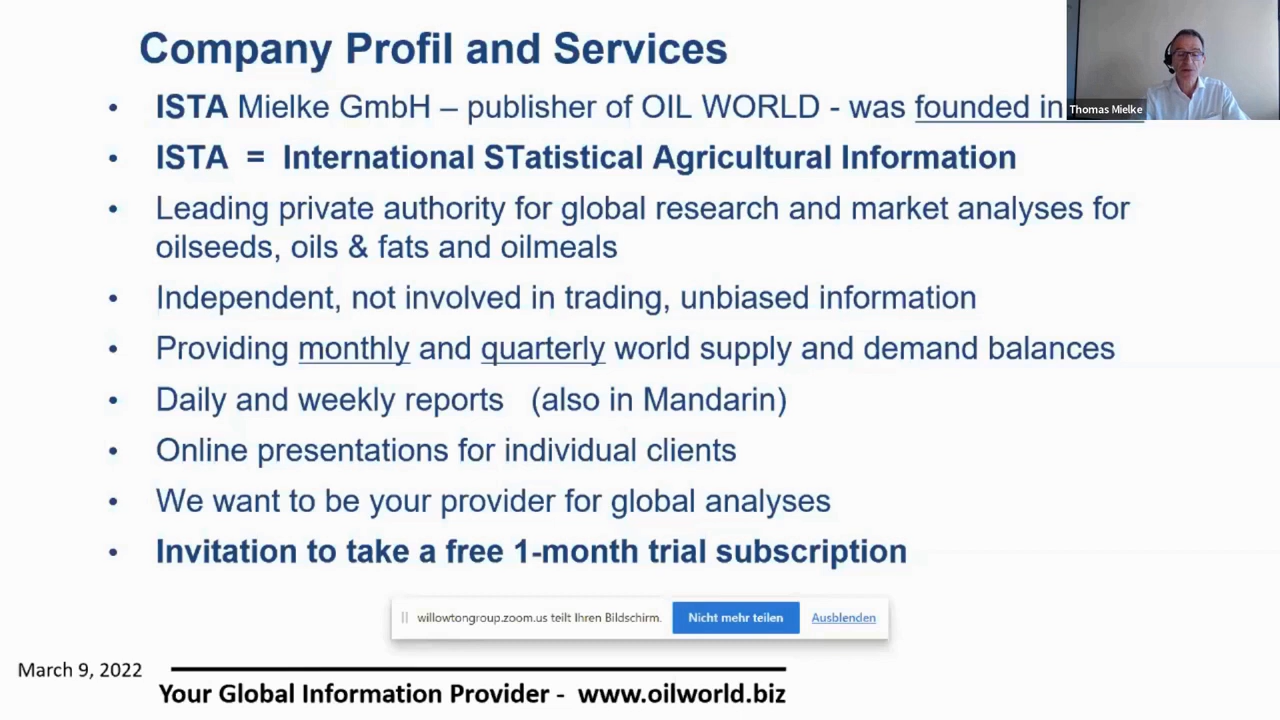 Company Profil and Services
• ISTA Mielke GmbH – publisher of OIL WORLD - was founded in
Thomas Mielke
• ISTA = International STatistical Agricultural Information
• Leading private authority for global research and market analyses for
oilseeds, oils & fats and oilmeals
• Independent, not involved in trading, unbiased information
• Providing monthly and quarterly world supply and demand balances
• Daily and weekly reports (also in Mandarin)
• Online presentations for individual clients
• We want to be your provider for global analyses
• Invitation to take a free 1-month trial subscription
willowtongroup.zoom.us teilt Ihren Bildschirm. Nicht mehr teilen Ausblenden
March 9, 2022
Your Global Information Provider - www.oilworld.biz